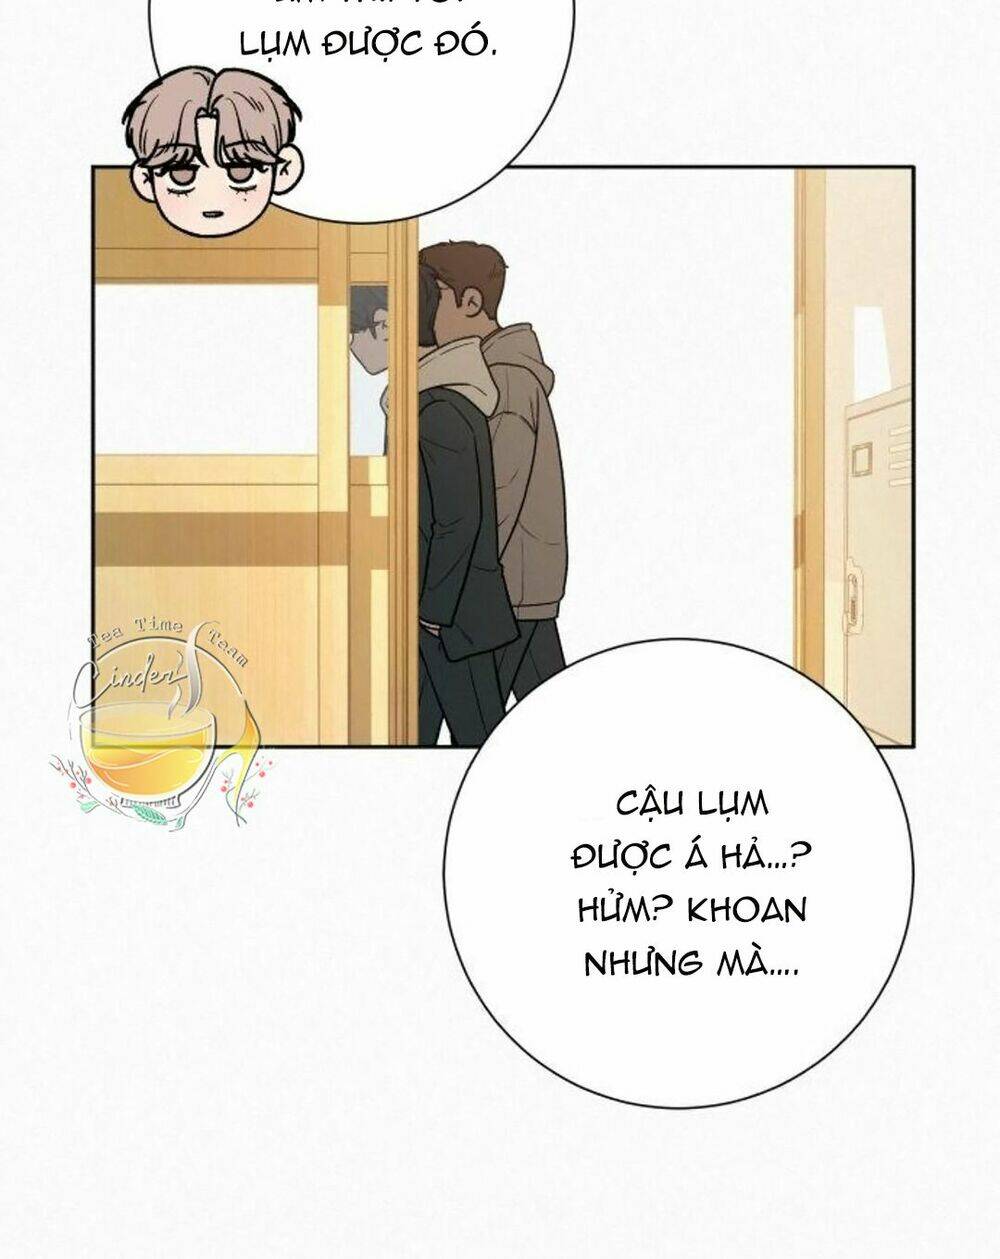 LỤM ĐƯỢC ĐÓ.
Tea Time Team
Cinder
CẬU LỤM
ĐƯỢC Á HẢ...?
HỬM? KHOAN
NHƯNG MÀ....